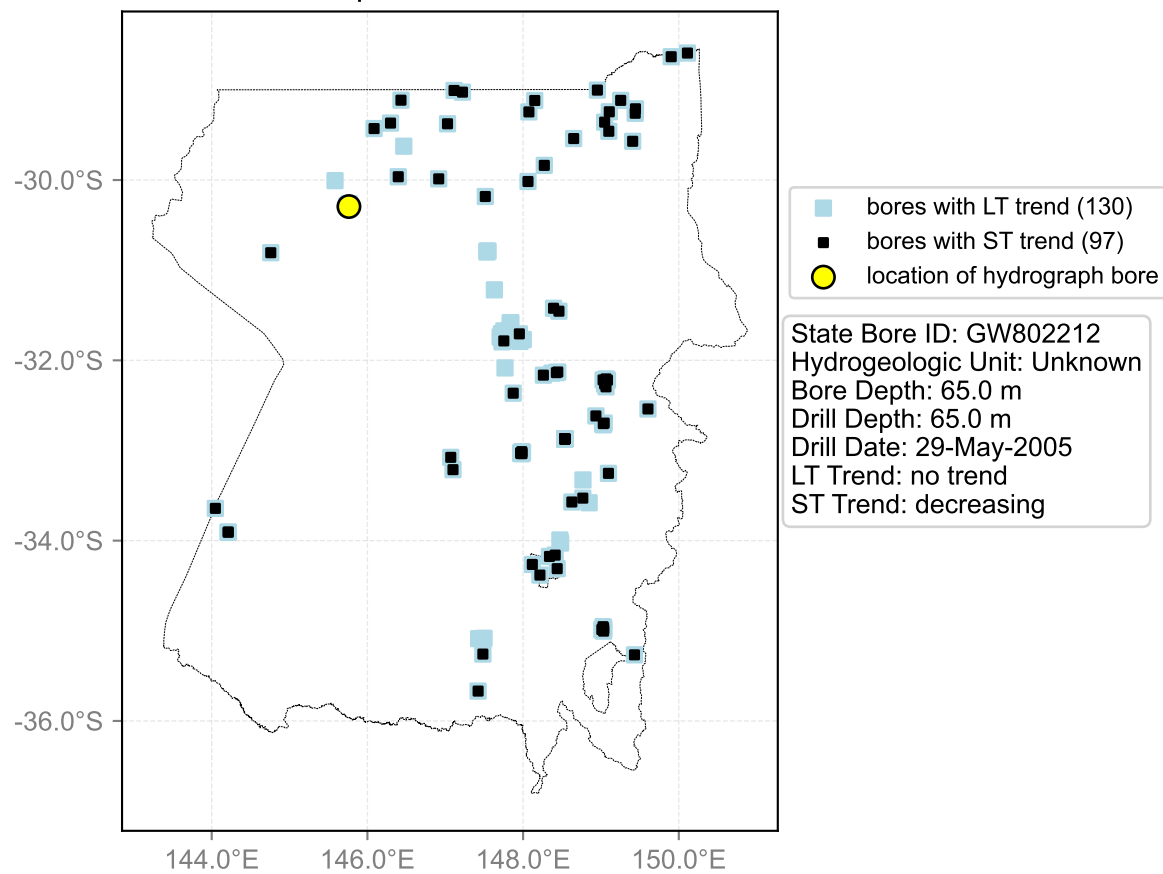 -30.0°S
-32.0°S
-34.0°S
-36.0°S
144.0°E
146.0°E
148.0°E
150.0°E
bores with LT trend (130)
bores with ST trend (97)
location of hydrograph bore
State Bore ID: GW802212
Hydrogeologic Unit: Unknown
Bore Depth: 65.0 m
Drill Depth: 65.0 m
Drill Date: 29-May-2005
LT Trend: no trend
ST Trend: decreasing